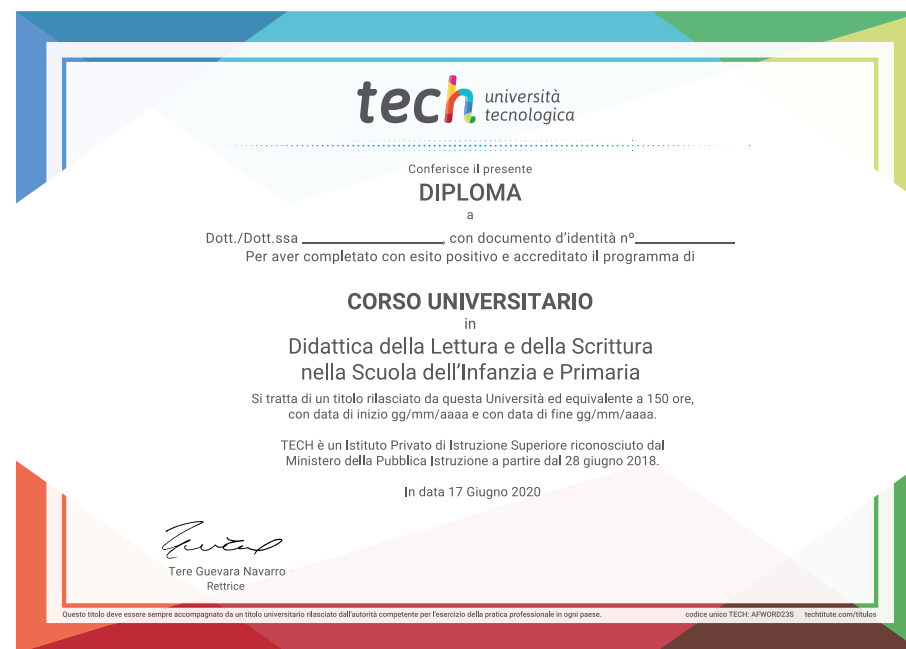 tech università
tecnologica
Conferisce il presente
DIPLOMA
a
Dott./Dott.ssa ____________________, con documento d'identità nº______________
Per aver completato con esito positivo e accreditato il programma di
CORSO UNIVERSITARIO
in
Didattica della Lettura e della Scrittura
nella Scuola dell'Infanzia e Primaria
Si tratta di un titolo rilasciato da questa Università ed equivalente a 150 ore,
con data di inizio gg/mm/aaaa e con data di fine gg/mm/aaaa.
TECH è un Istituto Privato di Istruzione Superiore riconosciuto dal
Ministero della Pubblica Istruzione a partire dal 28 giugno 2018.
In data 17 Giugno 2020
Tere Guevara Navarro
Rettrice
Questo titolo deve essere sempre accompagnato da un titolo universitario rilasciato dall'autorità competente per l'esercizio della pratica professionale in ogni paese. codice unico TECH: AFWORD23S techtitute.com/títulos